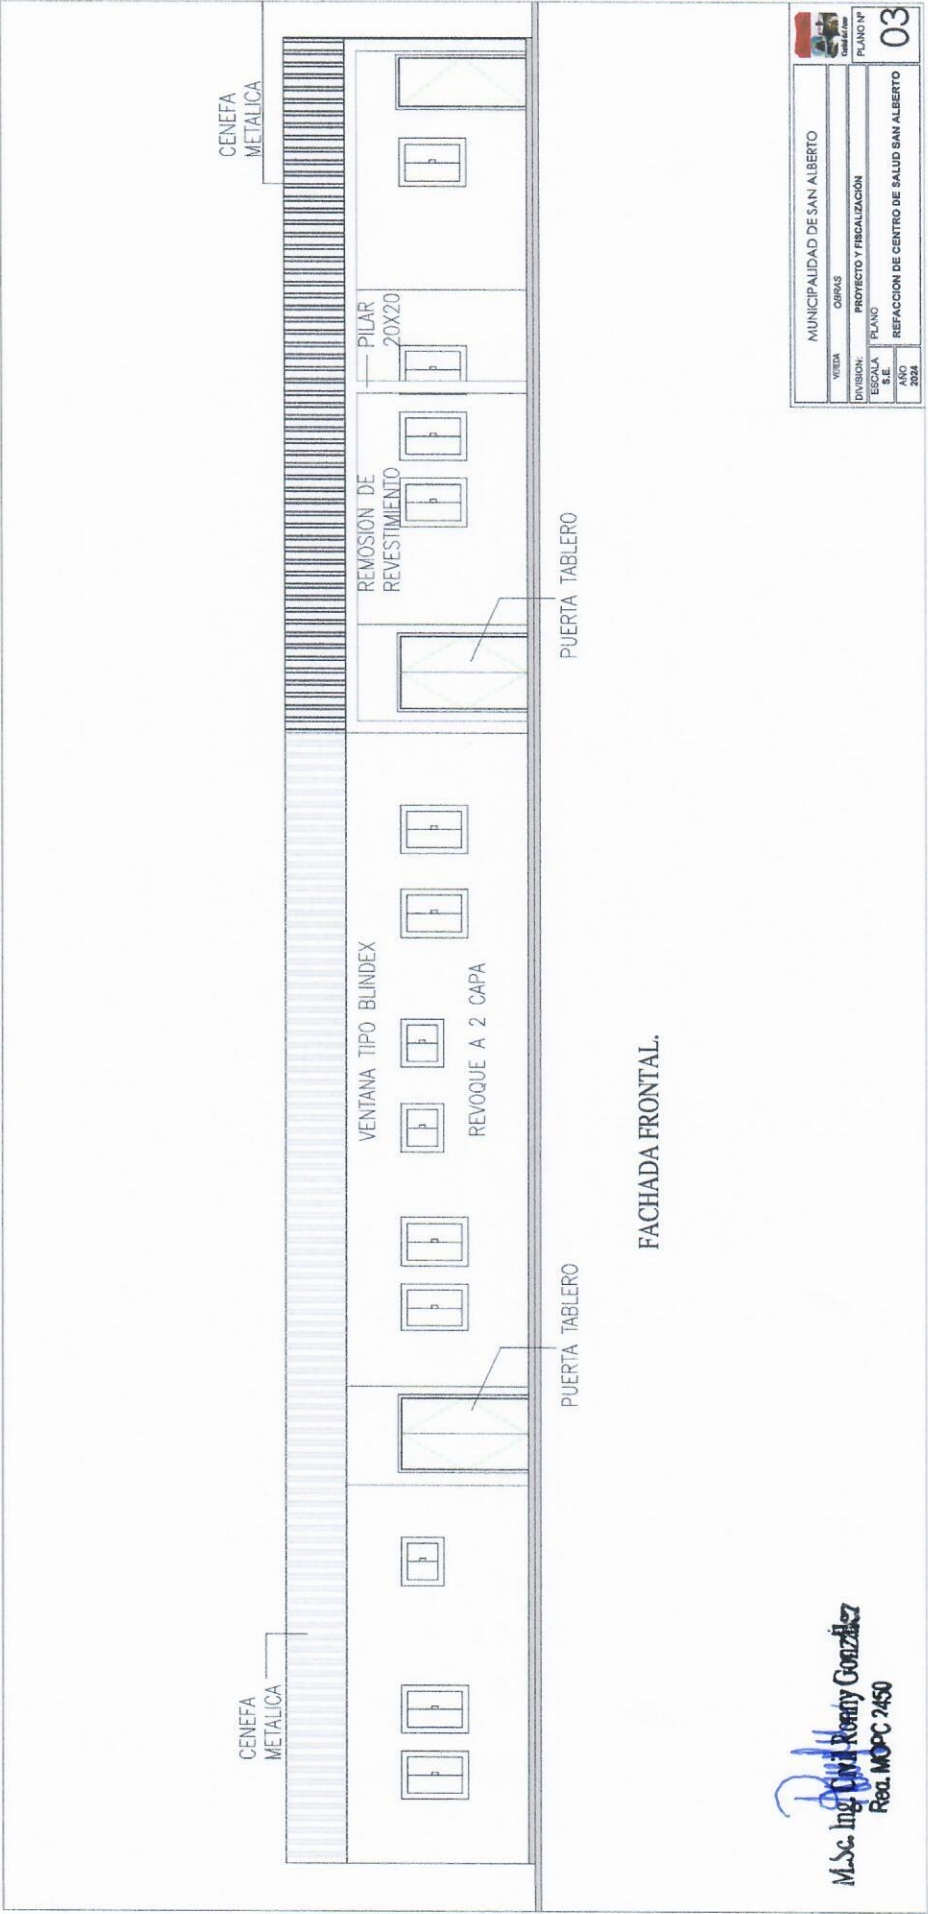 CENEFA
METALICA
CENEFA
METALICA
VENTANA TIPO BLINDEX
REVOQUE A 2 CAPA
REMOSION DE
REVESTIMIENTO
PILAR
20X20
PUERTA TABLERO
PUERTA TABLERO
FACHADA FRONTAL.
M.Sc. Ing. Civil Ronny González
Reg. MOPC 2450
MUNICIPALIDAD DE SAN ALBERTO
OBRAS
DIVISION: PROYECTO Y FISCALIZACIÓN
ESCALA
S.E.
PLANO
REFACCION DE CENTRO DE SALUD SAN ALBERTO
AÑO
2024
PLANO Nº
03